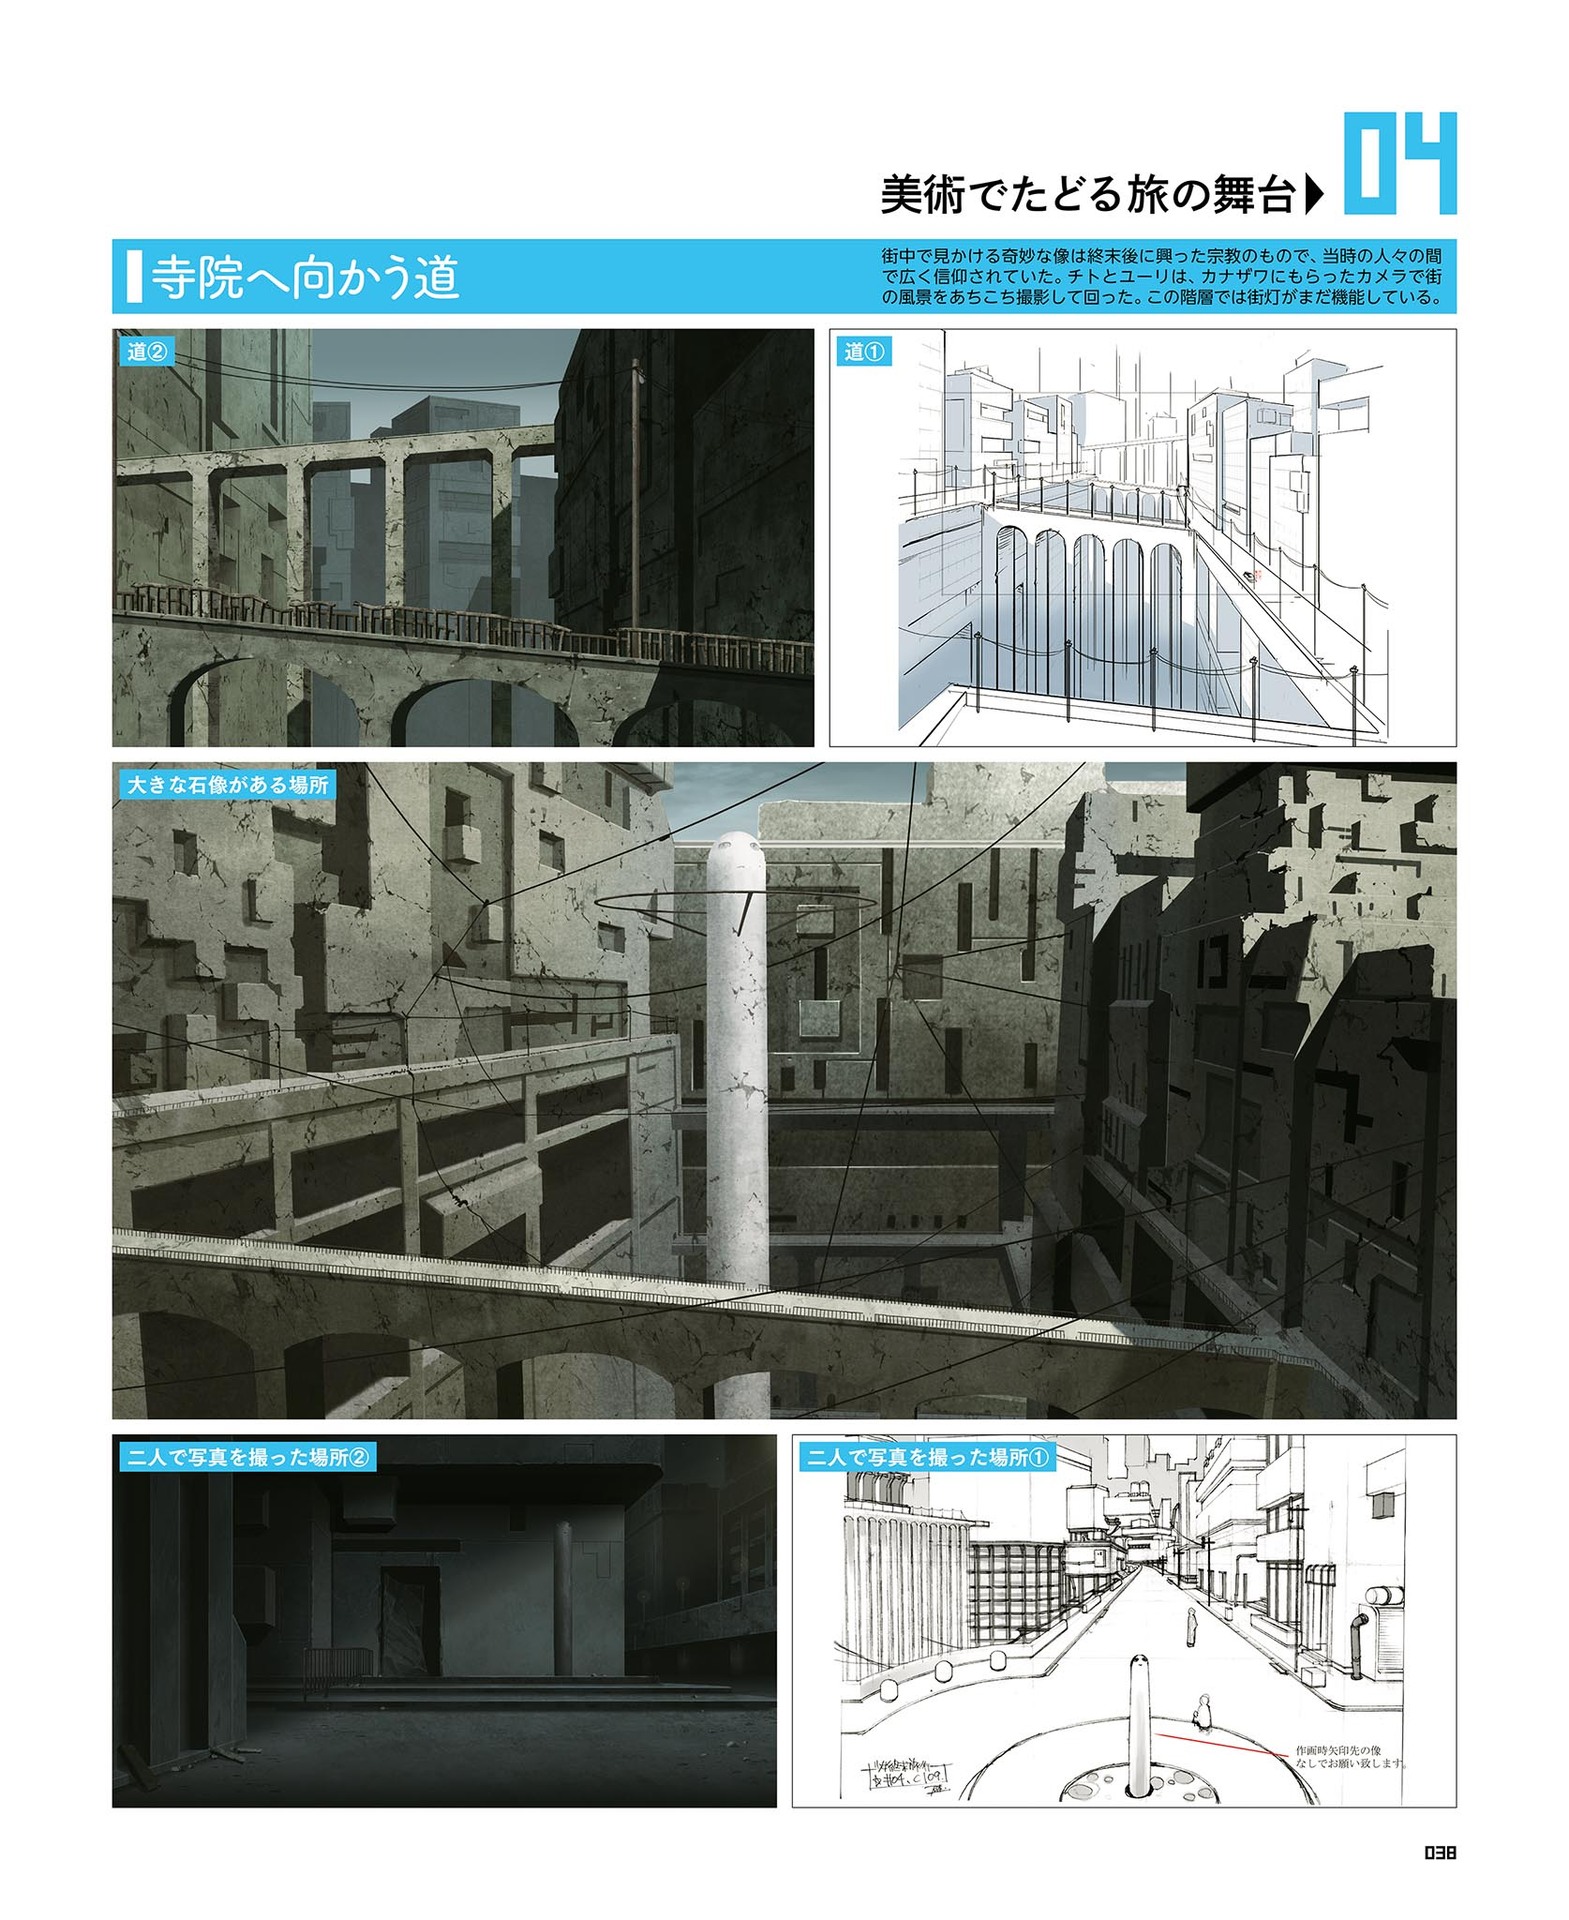 美術でたどる旅の舞台▶04
寺院へ向かう道
街中で見かける奇妙な像は終末後に興った宗教のもので、当時の人々の間
で広く信仰されていた。チトとユーリは、カナザワにもらったカメラで街
の風景をあちこち撮影して回った。この階層では街灯がまだ機能している。
道②
道①
大きな石像がある場所
二人で写真を撮った場所②
二人で写真を撮った場所①
作画時矢印先の像
なしでお願い致します。
#04. C109.
038